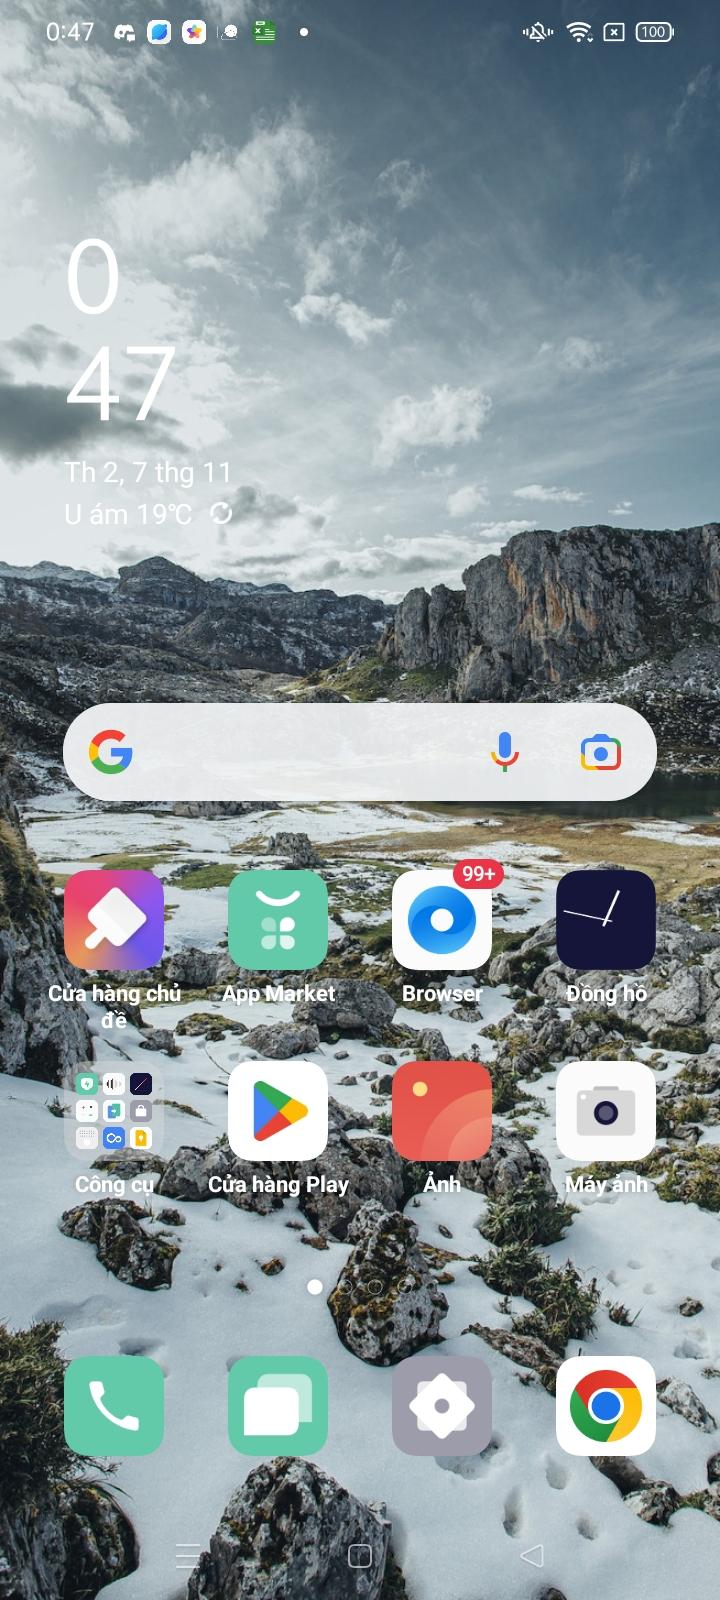 0:47
100
0
47
Th 2, 7 thg 11
U ám 19°C
99+
Cửa hàng chủ đề
App Market
Browser
Đồng hồ
Công cụ
Cửa hàng Play
Ảnh
Máy ảnh